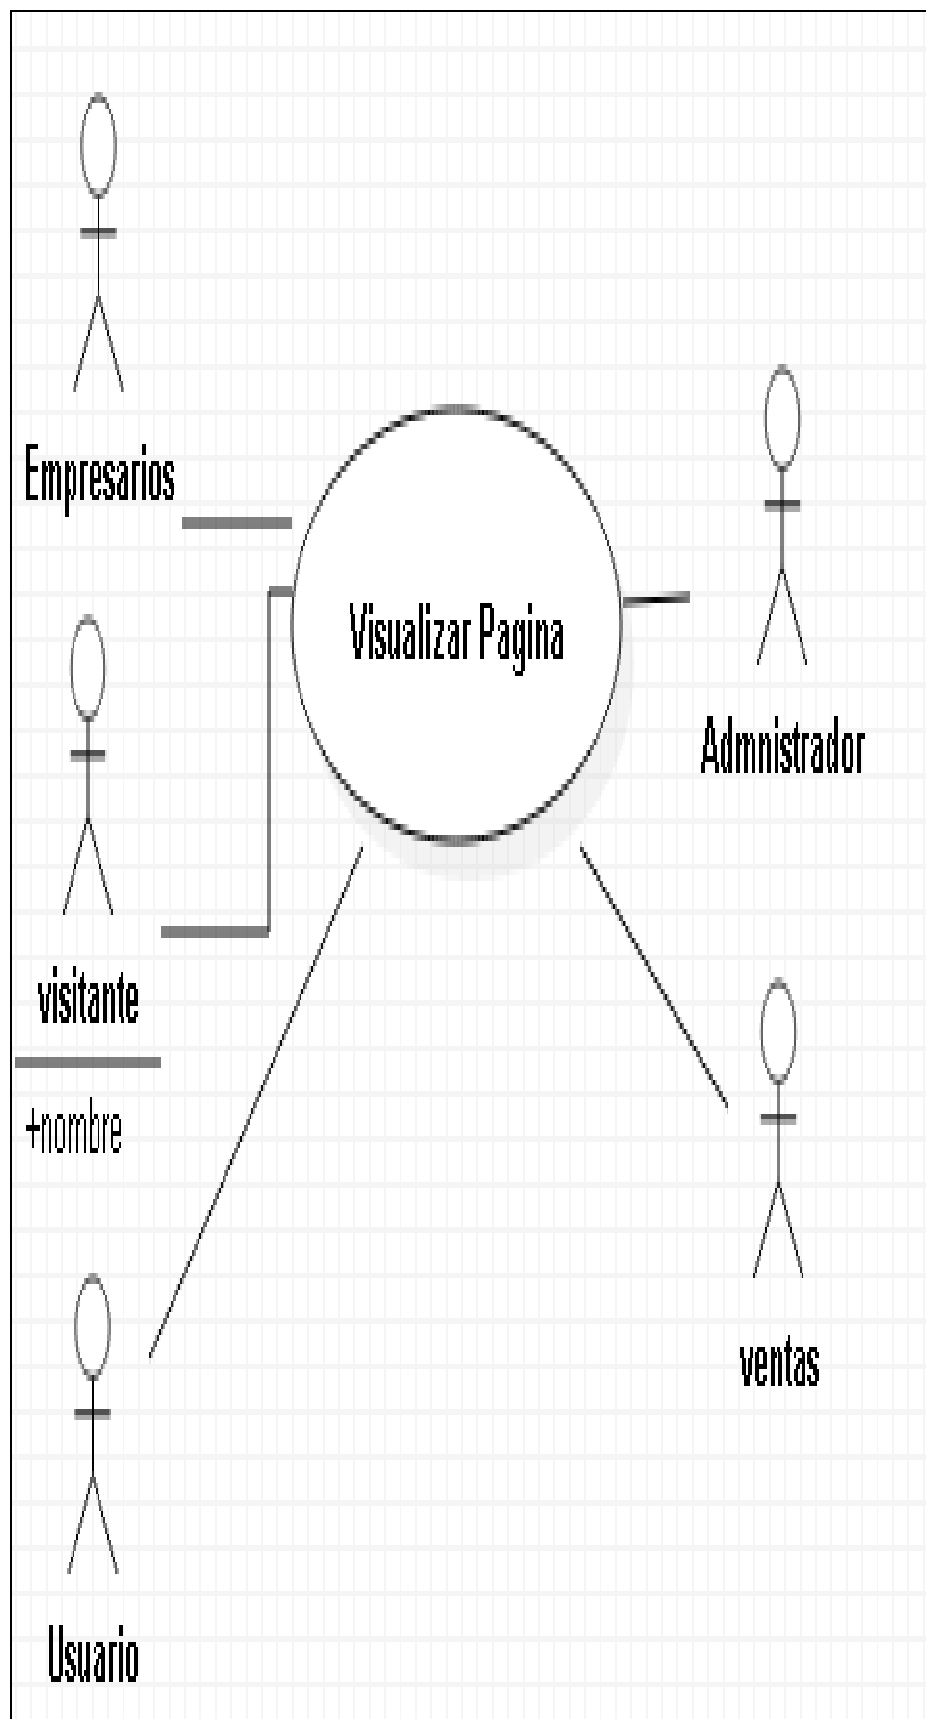 Empresarios
Visualizar Pagina
Admnistrador
visitante
+nombre
ventas
Usuario